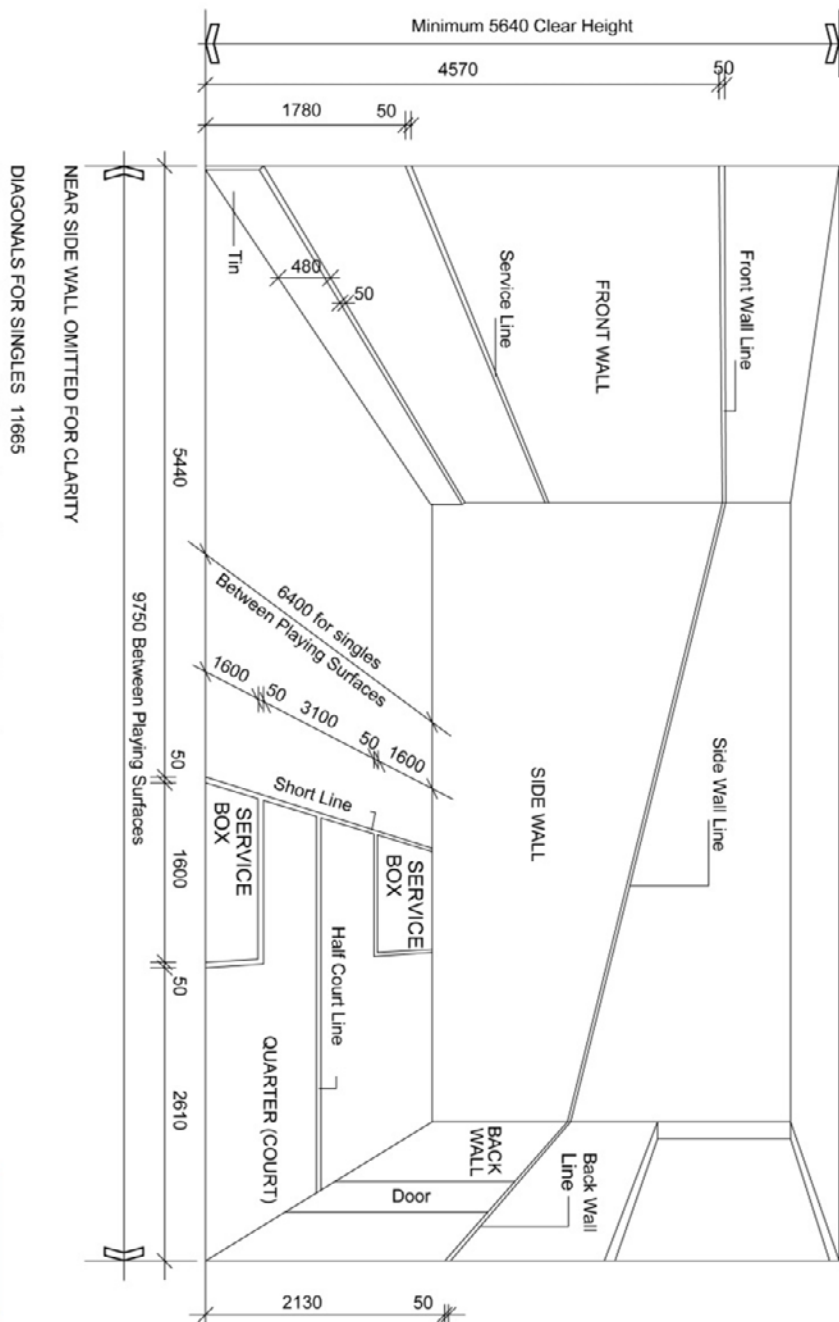 Minimum 5640 Clear Height
4570
50
1780
50
Front Wall Line
FRONT WALL
Service Line
480
50
Tin
NEAR SIDE WALL OMITTED FOR CLARITY
DIAGONALS FOR SINGLES 11665
5440
9750 Between Playing Surfaces
50
1600
50
2610
6400 for singles
Between Playing Surfaces
1600
50
3100
50
1600
Short Line
SERVICE
BOX
SERVICE
BOX
Half Court Line
QUARTER (COURT)
SIDE WALL
Side Wall Line
BACK
WALL
Door
Back Wall
Line
2130
50